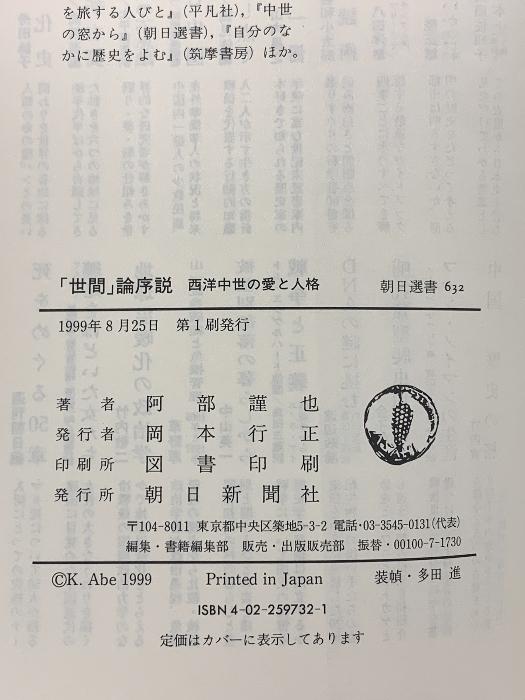 を旅する人びと』(平凡社),『中世
の窓から』(朝日選書),『自分のな
かに歴史をよむ』(筑摩書房)ほか。
「世間」論序説 西洋中世の愛と人格 朝日選書 632
1999年8月25日 第1刷発行
著者 阿部謹也
発行者 岡本行正
印刷所 図書印刷
発行所 朝日新聞社
〒104-8011 東京都中央区築地5-3-2 電話・03-3545-0131(代表)
編集・書籍編集部 販売・出版販売部 振替・00100-7-1730
©K. Abe 1999 Printed in Japan 装幀・多田 進
ISBN 4-02-259732-1
定価はカバーに表示してあります